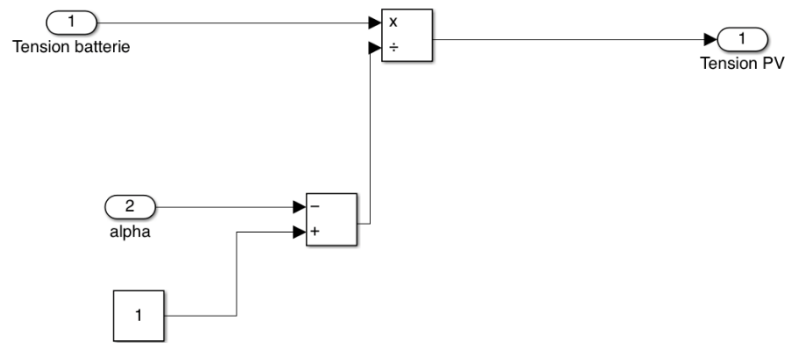 1
Tension batterie
x
÷
1
Tension PV
2
alpha
−
+
1